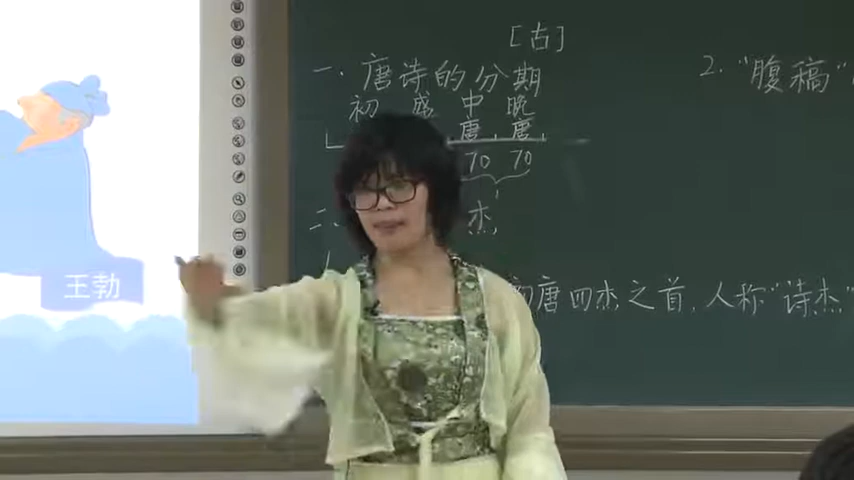 王勃
[古]
一.唐诗的分期
初 盛 中 晚
唐,唐,
70 70
二.
杰.
初唐四杰之首,人称"诗杰
2."腹稿"